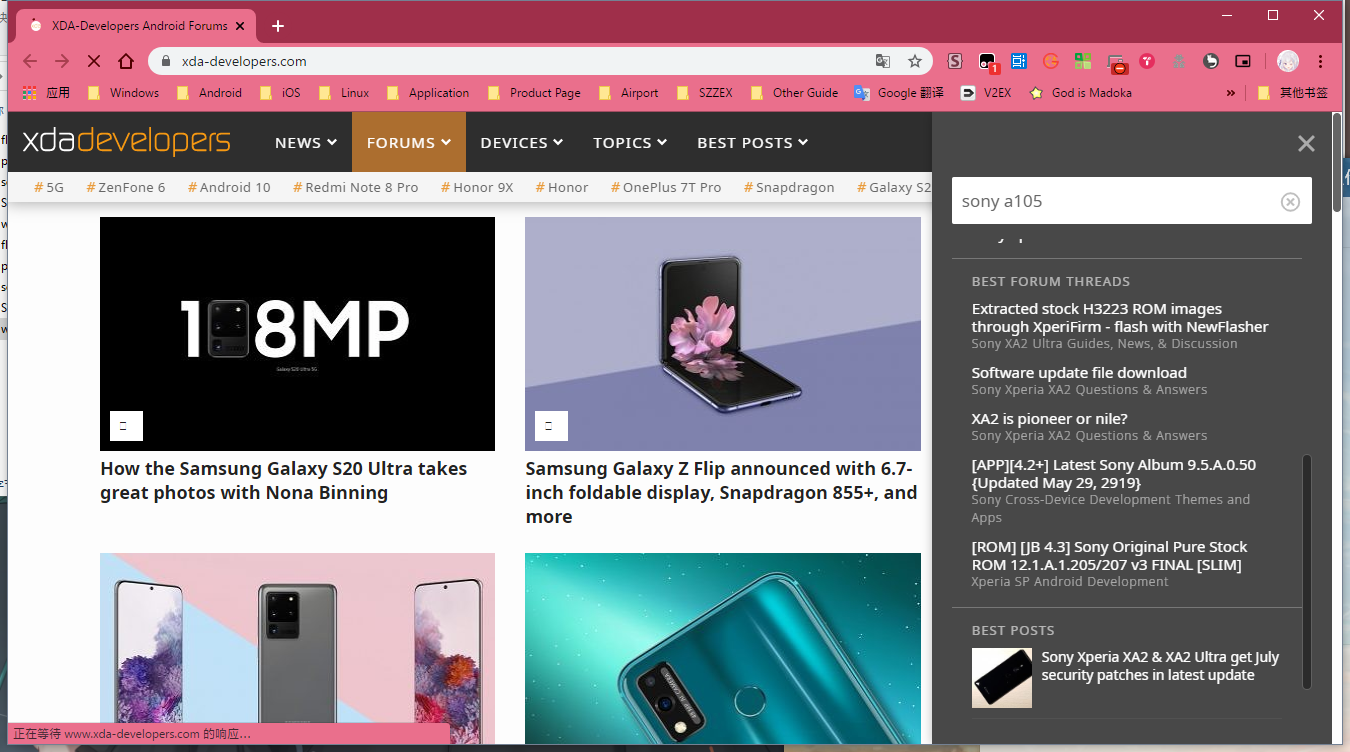 XDA-Developers Android Forums
xda-developers.com
1
应用 Windows Android iOS Linux Application Product Page Airport SZZEX Other Guide Google 翻译 V2EX God is Madoka » 其他书签
xdadevelopers NEWS FORUMS DEVICES TOPICS BEST POSTS
#5G #ZenFone 6 #Android 10 #Redmi Note 8 Pro #Honor 9X #Honor #OnePlus 7T Pro #Snapdragon #Galaxy S2
sony a105
BEST FORUM THREADS
Extracted stock H3223 ROM images
through XperiFirm - flash with NewFlasher
Sony XA2 Ultra Guides, News, & Discussion
Software update file download
Sony Xperia XA2 Questions & Answers
XA2 is pioneer or nile?
Sony Xperia XA2 Questions & Answers
[APP][4.2+] Latest Sony Album 9.5.A.0.50
{Updated May 29, 2919}
Sony Cross-Device Development Themes and
Apps
[ROM] [JB 4.3] Sony Original Pure Stock
ROM 12.1.A.1.205/207 v3 FINAL [SLIM]
Xperia SP Android Development
BEST POSTS
Sony Xperia XA2 & XA2 Ultra get July
security patches in latest update
108MP
Galaxy S20 Ultra 5G
How the Samsung Galaxy S20 Ultra takes
great photos with Nona Binning
Samsung Galaxy Z Flip announced with 6.7-
inch foldable display, Snapdragon 855+, and
more
正在等待 www.xda-developers.com 的响应...